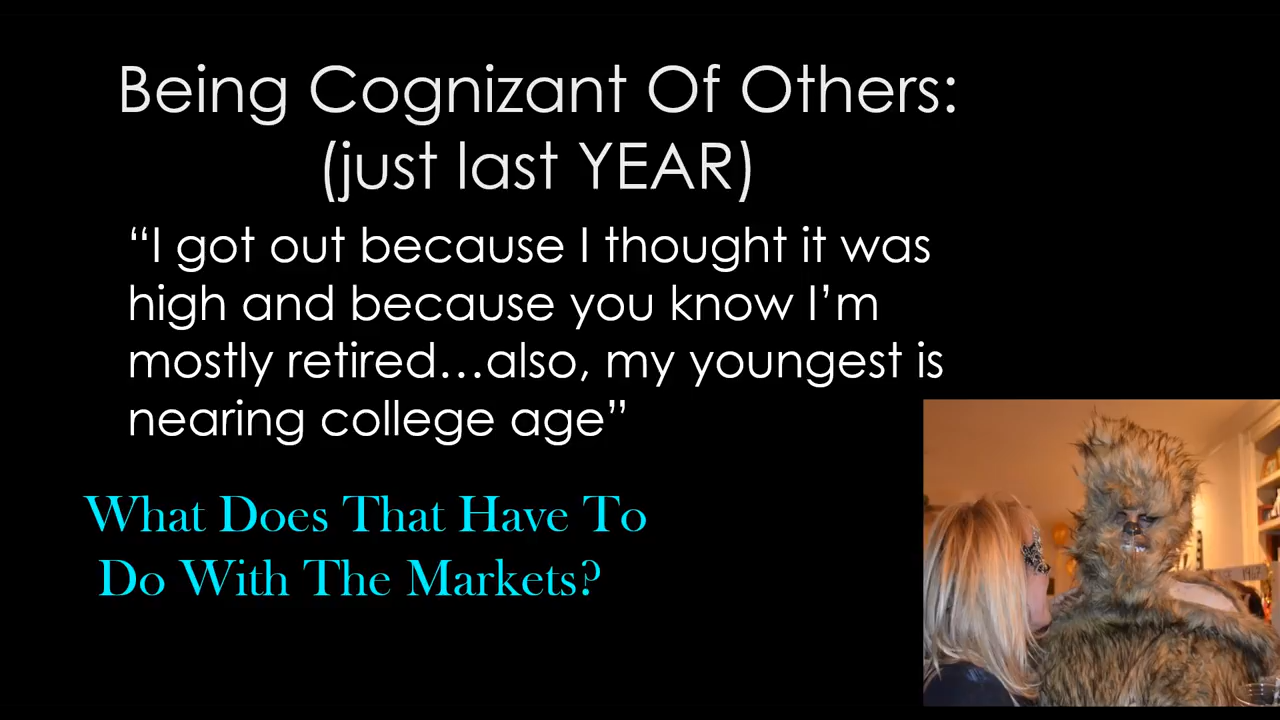 Being Cognizant Of Others:
(just last YEAR)
“I got out because I thought it was
high and because you know I’m
mostly retired…also, my youngest is
nearing college age”
What Does That Have To
Do With The Markets?